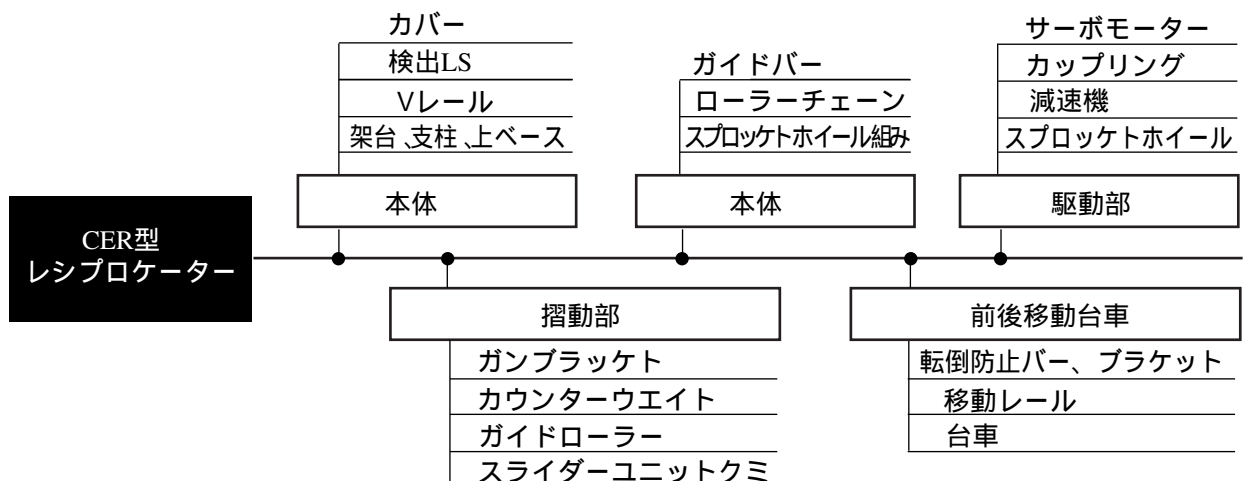 カバー
検出LS
Vレール
架台、支柱、上ベース
本体
ガイドバー
ローラーチェーン
スプロッケトホイール組み
本体
サーボモーター
カップリング
減速機
スプロッケトホイール
駆動部
CER型
レシプロケーター
摺動部
ガンブラッケト
カウンターウエイト
ガイドローラー
スライダーユニットクミ
前後移動台車
転倒防止バー、ブラケット
移動レール
台車